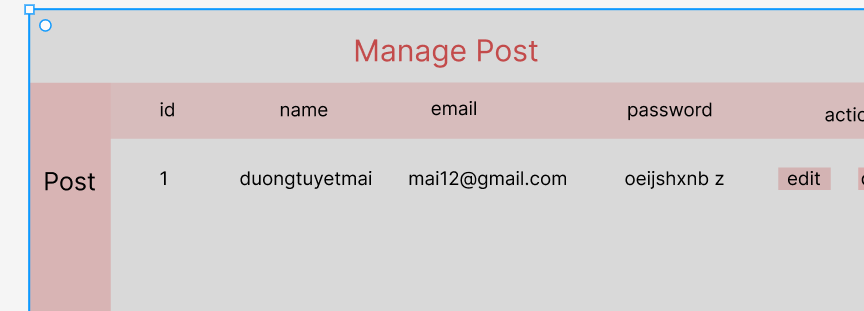 Manage Post
id name email password
Post 1 duongtuyetmai mai12@gmail.com oeijshxnb z edit